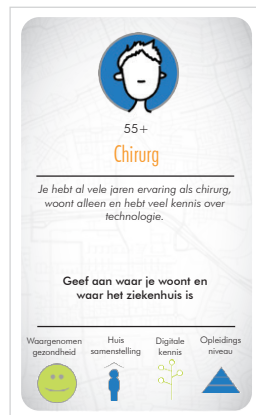 55+
Chirurg
Je hebt al vele jaren ervaring als chirurg,
woont alleen en hebt veel kennis over
technologie.
Geef aan waar je woont en
waar het ziekenhuis is
Waargenomen gezondheid
Huis samenstelling
Digitale kennis
Opleidings niveau